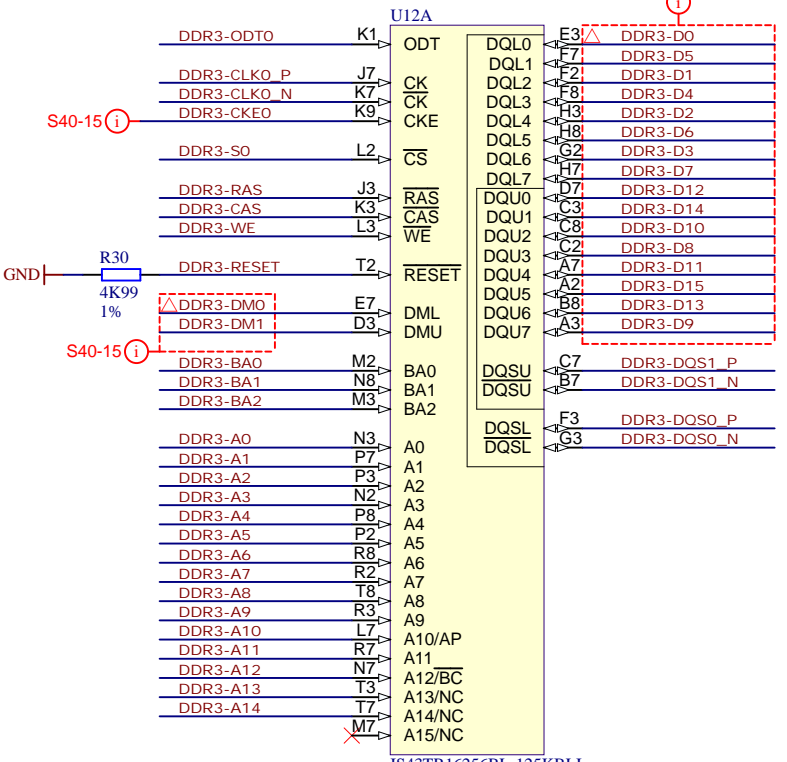 U12A
DDR3-ODT0 K1 ODT DQL0 E3 DDR3-D0
DQL1 F7 DDR3-D5
DDR3-CLK0_P J7 CK DQL2 F2 DDR3-D1
DDR3-CLK0_N K7 CK DQL3 F8 DDR3-D4
S40-15 i DDR3-CKE0 K9 CKE DQL4 H3 DDR3-D2
DQL5 H8 DDR3-D6
DDR3-S0 L2 CS DQL6 G2 DDR3-D3
DQL7 H7 DDR3-D7
DDR3-RAS J3 RAS DQU0 D7 DDR3-D12
DDR3-CAS K3 CAS DQU1 C3 DDR3-D14
DDR3-WE L3 WE DQU2 C8 DDR3-D10
DQU3 C2 DDR3-D8
GND R30 DDR3-RESET T2 RESET DQU4 A7 DDR3-D11
4K99 DQU5 A2 DDR3-D15
1% DDR3-DM0 E7 DML DQU6 B8 DDR3-D13
DDR3-DM1 D3 DMU DQU7 A3 DDR3-D9
S40-15 i
DDR3-BA0 M2 BA0 DQSU C7 DDR3-DQS1_P
DDR3-BA1 N8 BA1 DQSU B7 DDR3-DQS1_N
DDR3-BA2 M3 BA2
DQSL F3 DDR3-DQS0_P
DDR3-A0 N3 A0 DQSL G3 DDR3-DQS0_N
DDR3-A1 P7 A1
DDR3-A2 P3 A2
DDR3-A3 N2 A3
DDR3-A4 P8 A4
DDR3-A5 P2 A5
DDR3-A6 R8 A6
DDR3-A7 R2 A7
DDR3-A8 T8 A8
DDR3-A9 R3 A9
DDR3-A10 L7 A10/AP
DDR3-A11 R7 A11
DDR3-A12 N7 A12/BC
DDR3-A13 T3 A13/NC
DDR3-A14 T7 A14/NC
M7 A15/NC